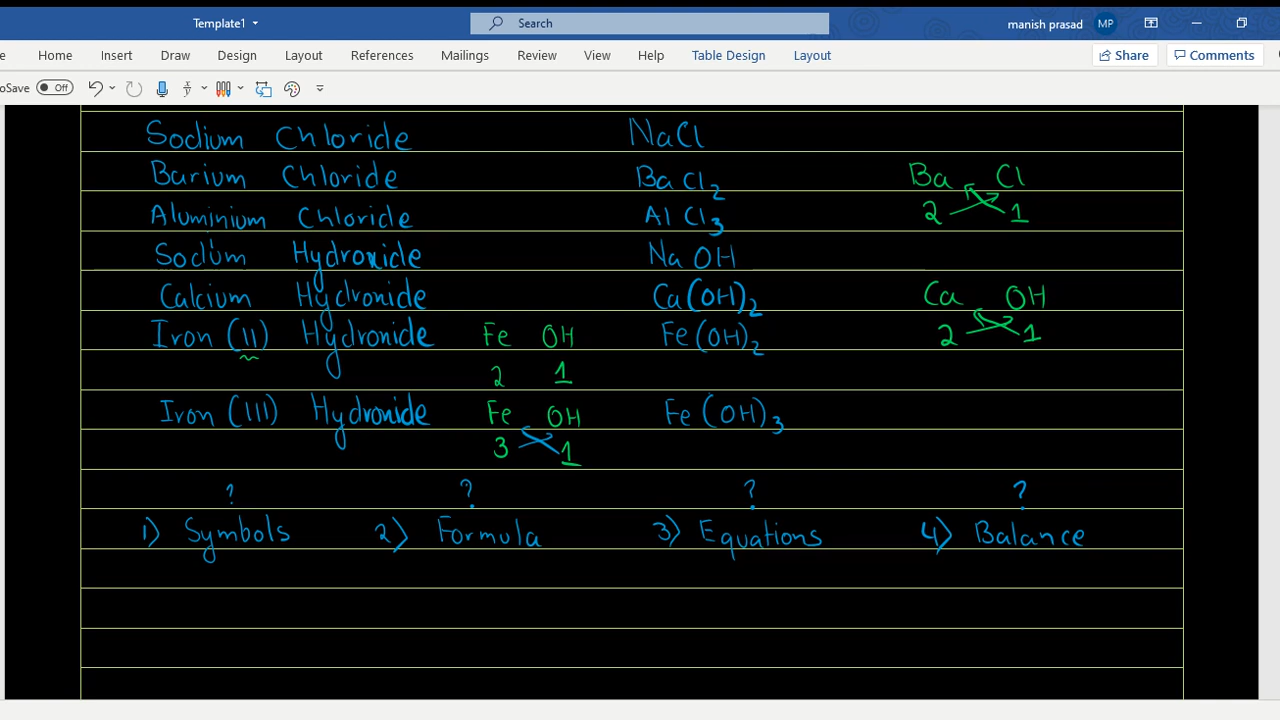 Template1
Search
manish prasad MP
e Home Insert Draw Design Layout References Mailings Review View Help Table Design Layout Share Comments
oSave Off
Sodium Chloride NaCl
Barium Chloride BaCl2 Ba Cl
Aluminium Chloride AlCl3 2 1
Sodium Hydroxide NaOH
Calcium Hydroxide Ca(OH)2 Ca OH
Iron (II) Hydroxide Fe OH Fe(OH)2 2 1
2 1
Iron (III) Hydroxide Fe OH Fe(OH)3
3 1
? ? ? ?
1) Symbols 2) Formula 3) Equations 4) Balance